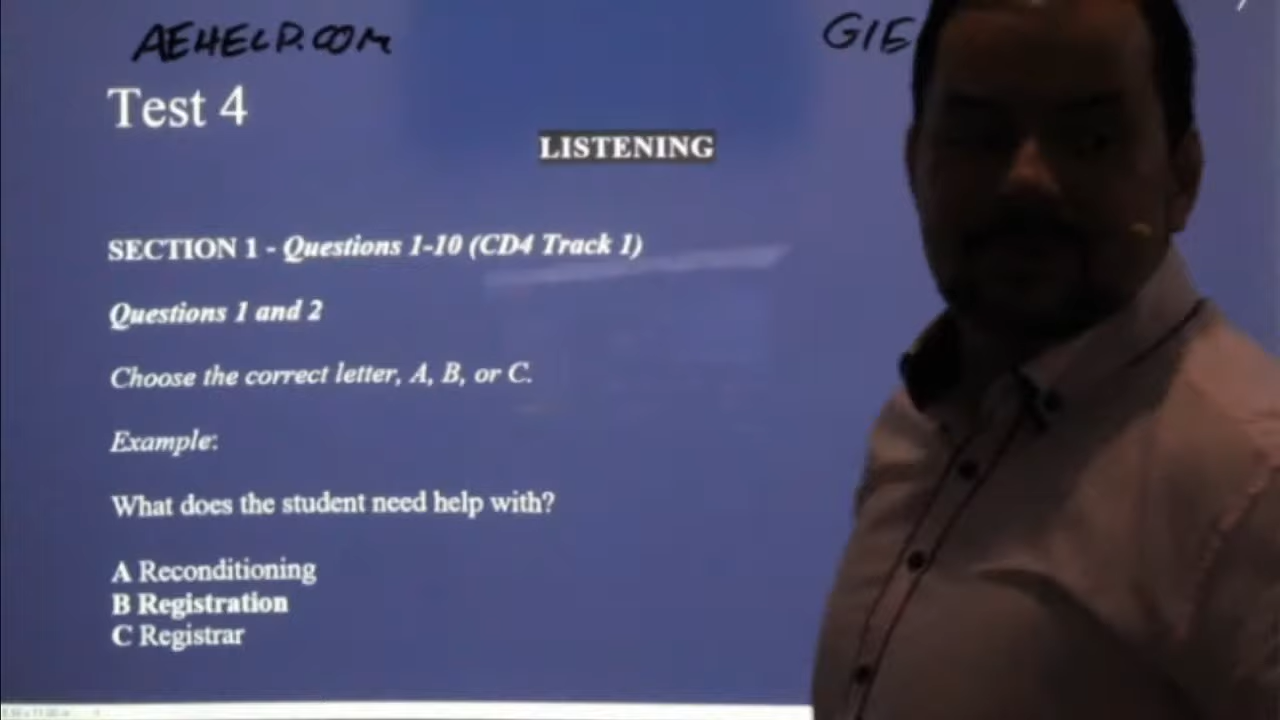 AEHELP.COM GIE
Test 4
LISTENING
SECTION 1 - Questions 1-10 (CD4 Track 1)
Questions 1 and 2
Choose the correct letter, A, B, or C.
Example:
What does the student need help with?
A Reconditioning
B Registration
C Registrar